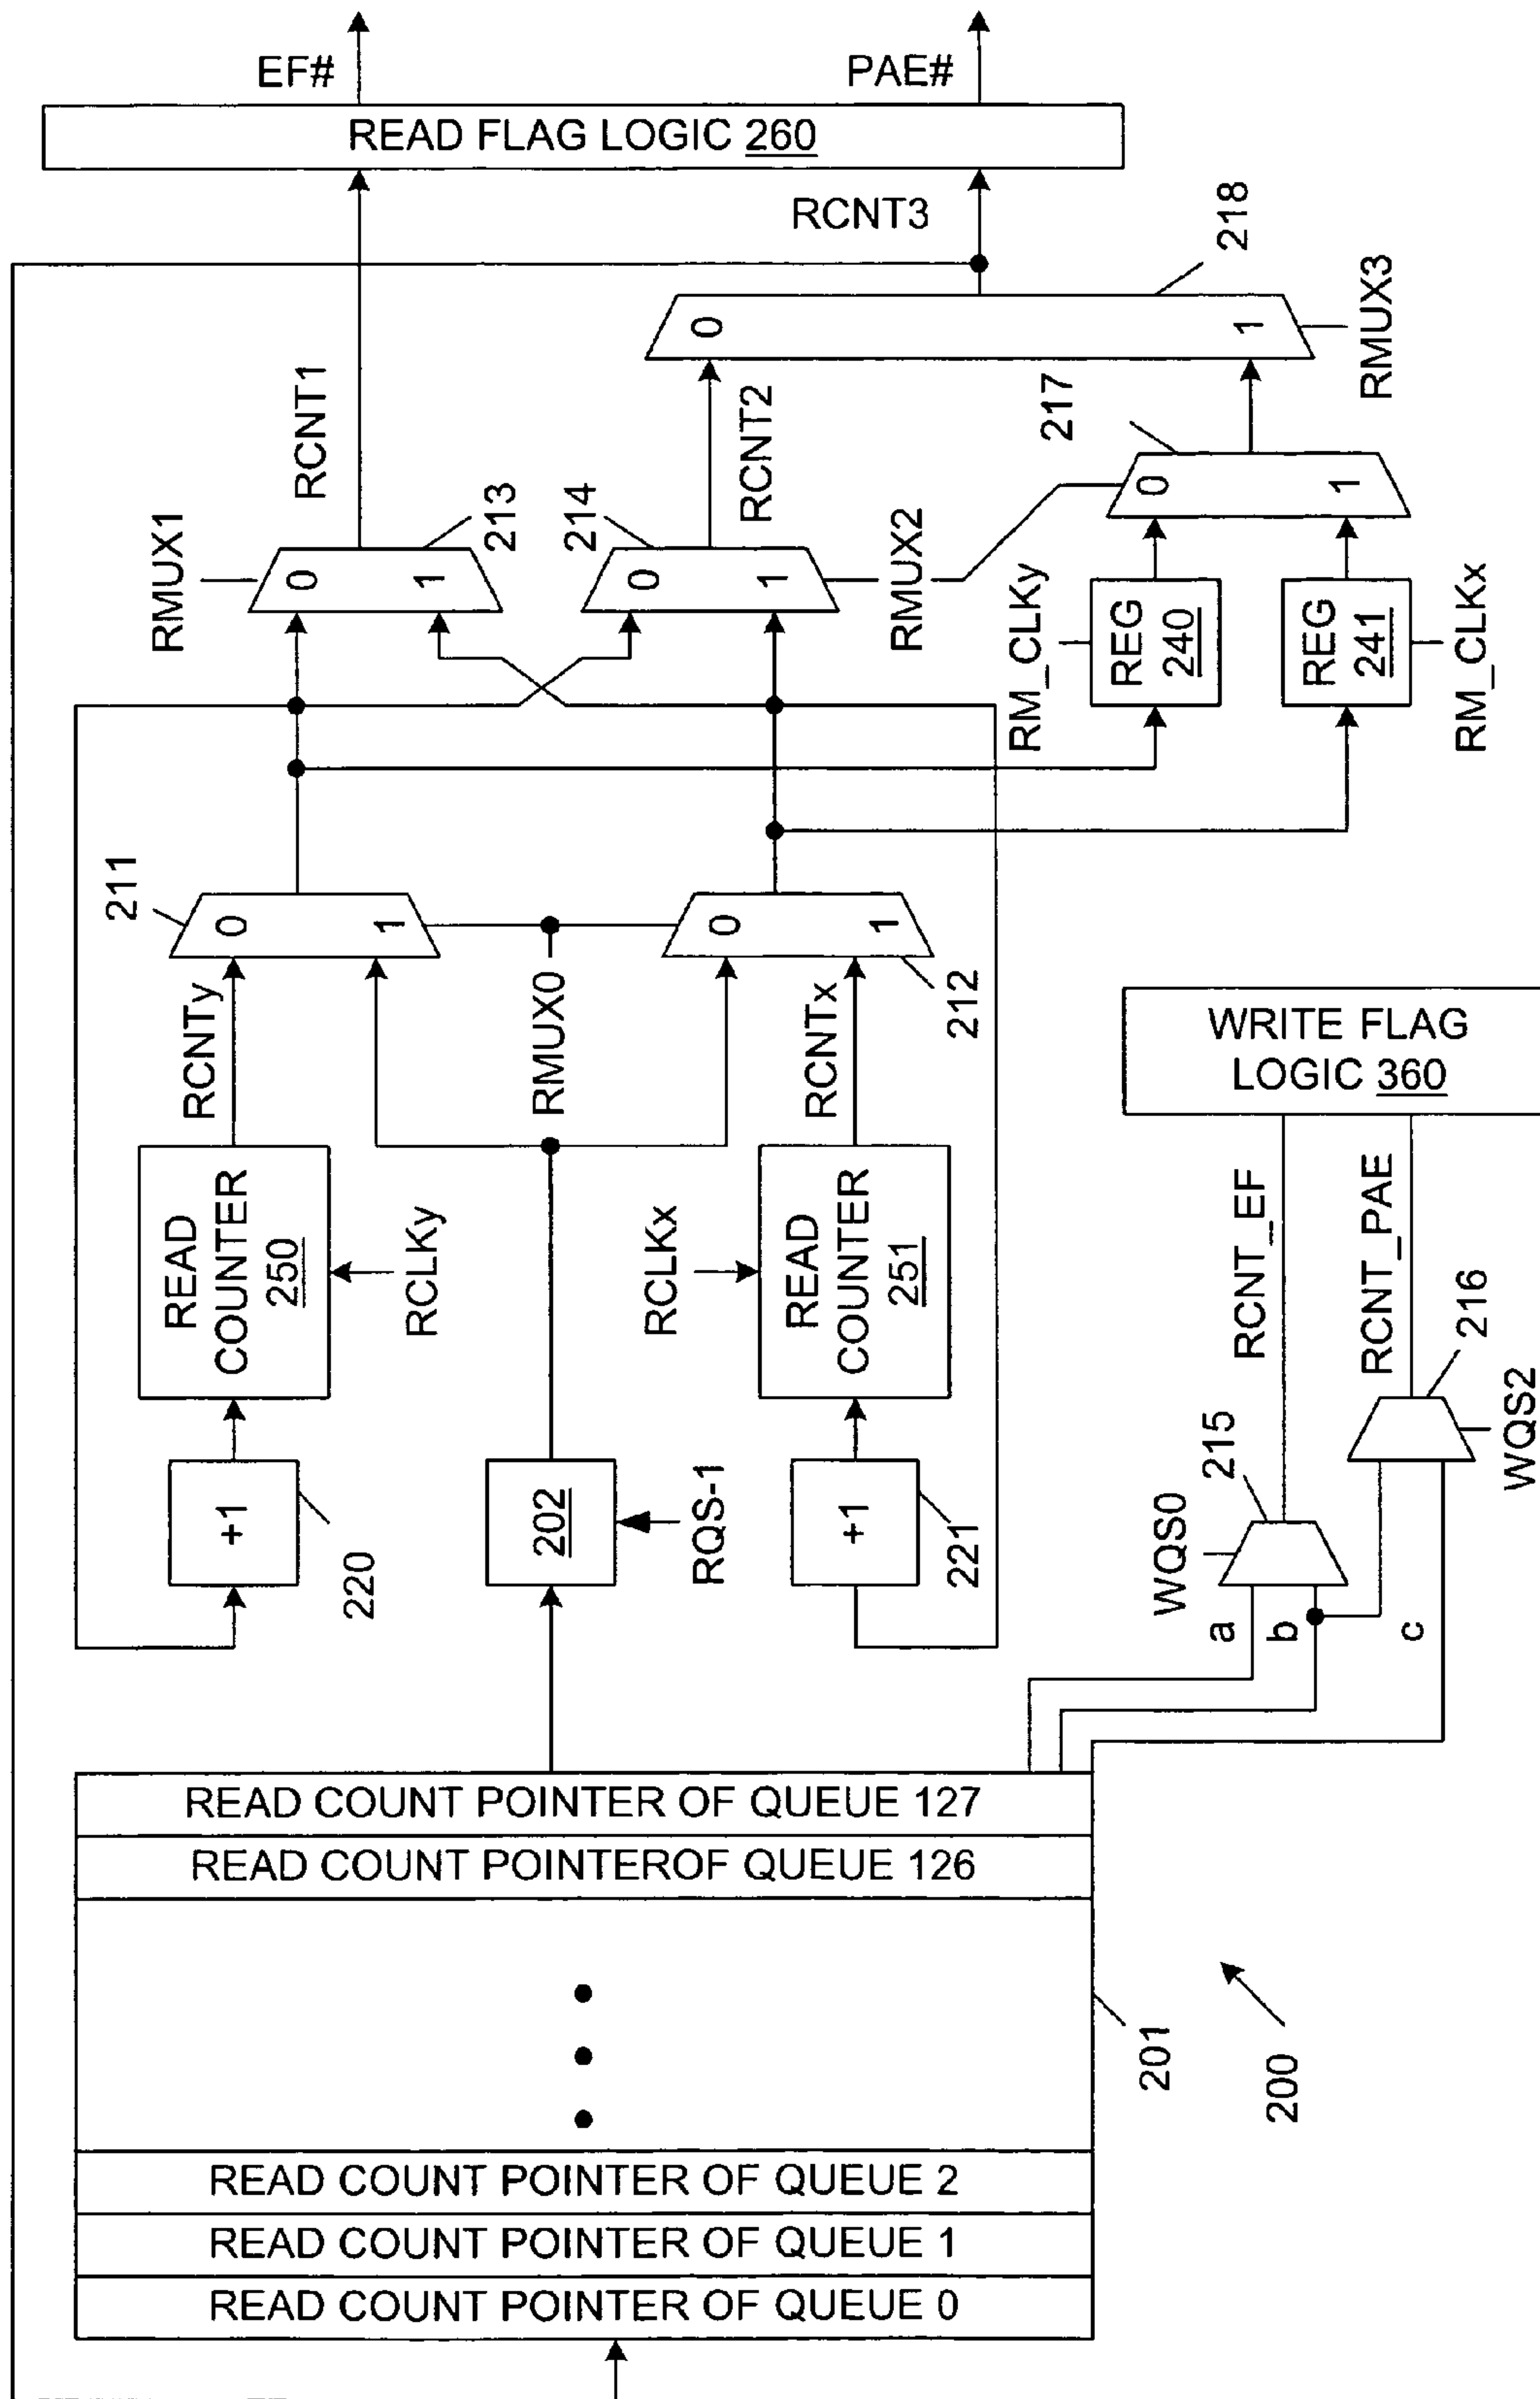 EF#
PAE#
READ FLAG LOGIC 260
RCNT3
218
RCNT1
0
1
RMUX3
RCNT2
217
RMUX1
0
1
213
214
0
1
RMUX2
0
1
RM_CLKy
REG
240
REG
241
RM_CLKx
211
0
1
RMUX0
0
1
212
RCNTy
RCNTx
WRITE FLAG
LOGIC 360
READ
COUNTER
250
RCLKy
RCLKx
READ
COUNTER
251
RCNT_EF
RCNT_PAE
216
+1
220
202
RQS-1
+1
221
WQS0
215
WQS2
a
b
c
READ COUNT POINTER OF QUEUE 127
READ COUNT POINTEROF QUEUE 126
201
200
READ COUNT POINTER OF QUEUE 2
READ COUNT POINTER OF QUEUE 1
READ COUNT POINTER OF QUEUE 0